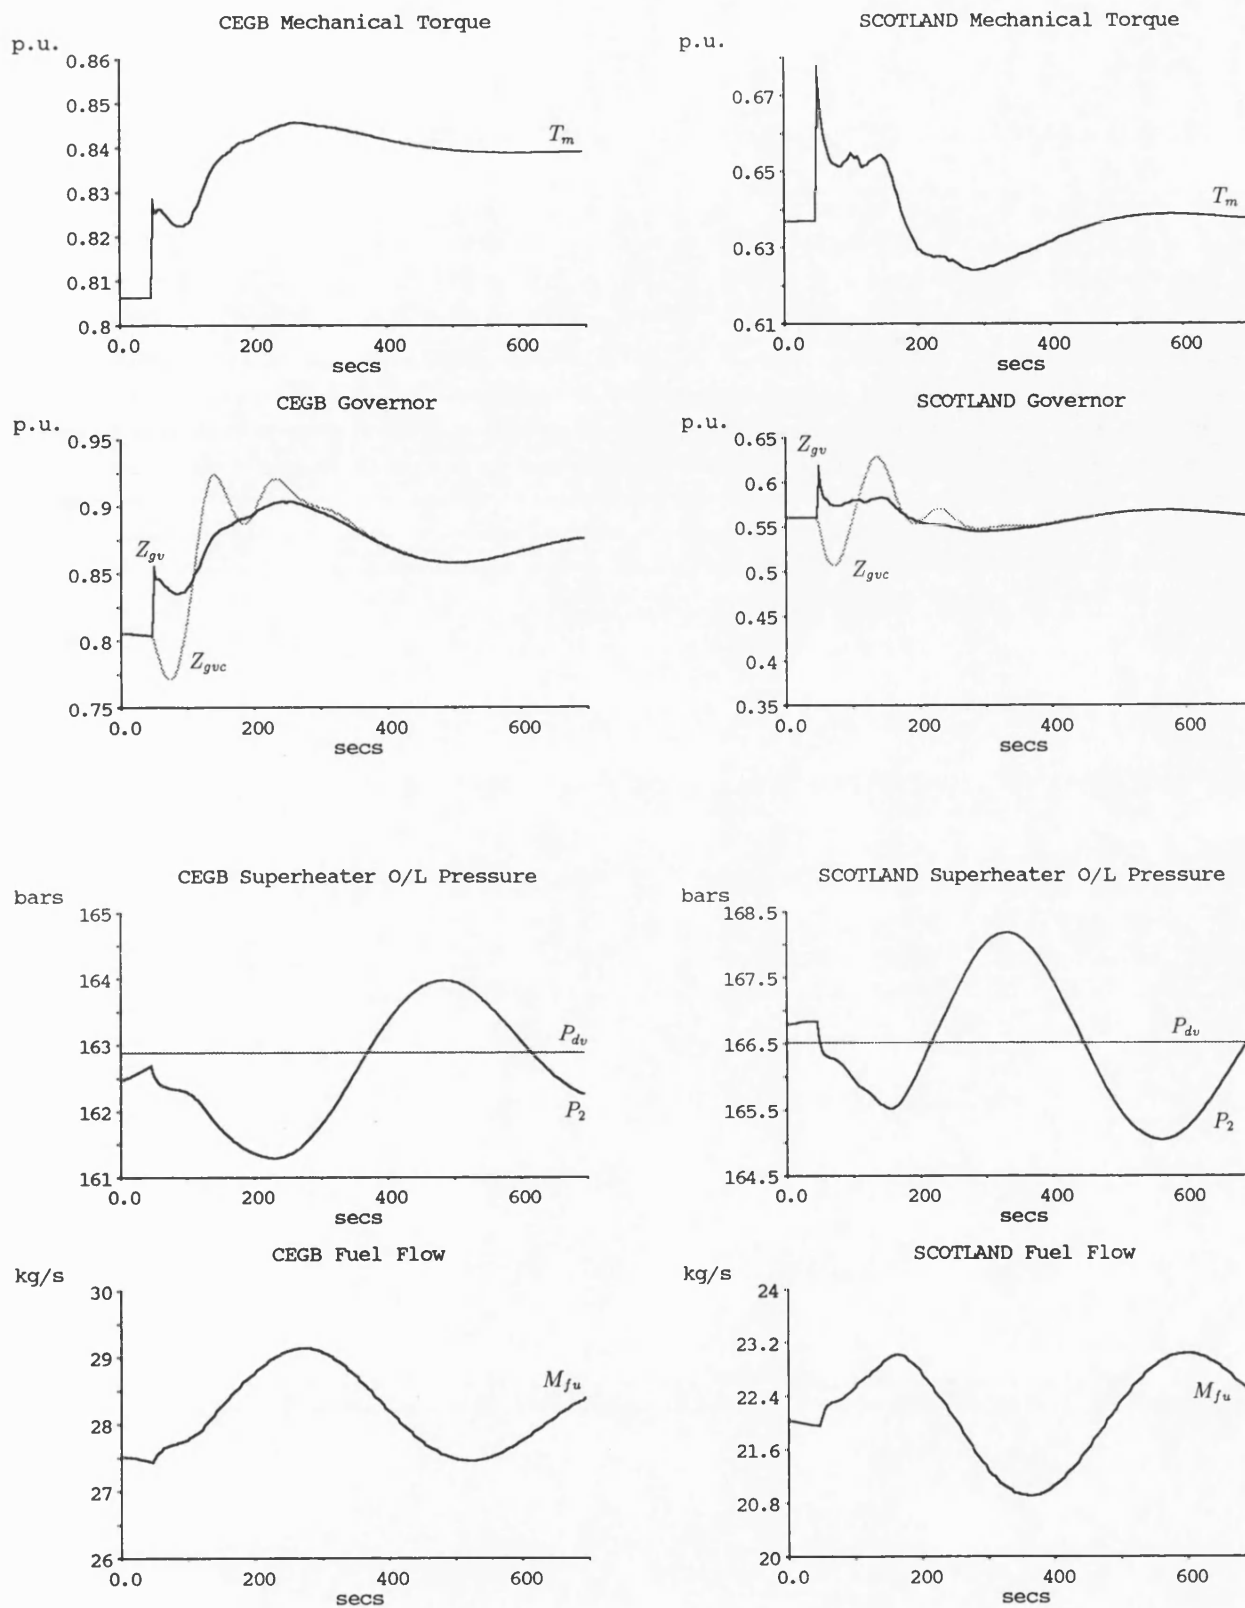 CEGB Mechanical Torque
p.u.
0.86
0.85
0.84
0.83
0.82
0.81
0.8
T_m
0.0 200 400 600
secs
SCOTLAND Mechanical Torque
p.u.
0.67
0.65
0.63
0.61
T_m
0.0 200 400 600
secs
CEGB Governor
p.u.
0.95
0.9
0.85
0.8
0.75
Z_gv
Z_gvc
0.0 200 400 600
secs
SCOTLAND Governor
p.u.
0.65
0.6
0.55
0.5
0.45
0.4
0.35
Z_gv
Z_gvc
0.0 200 400 600
secs
CEGB Superheater O/L Pressure
bars
165
164
163
162
161
P_dv
P_2
0.0 200 400 600
secs
SCOTLAND Superheater O/L Pressure
bars
168.5
167.5
166.5
165.5
164.5
P_dv
P_2
0.0 200 400 600
secs
CEGB Fuel Flow
kg/s
30
29
28
27
26
M_fu
0.0 200 400 600
secs
SCOTLAND Fuel Flow
kg/s
24
23.2
22.4
21.6
20.8
20
M_fu
0.0 200 400 600
secs